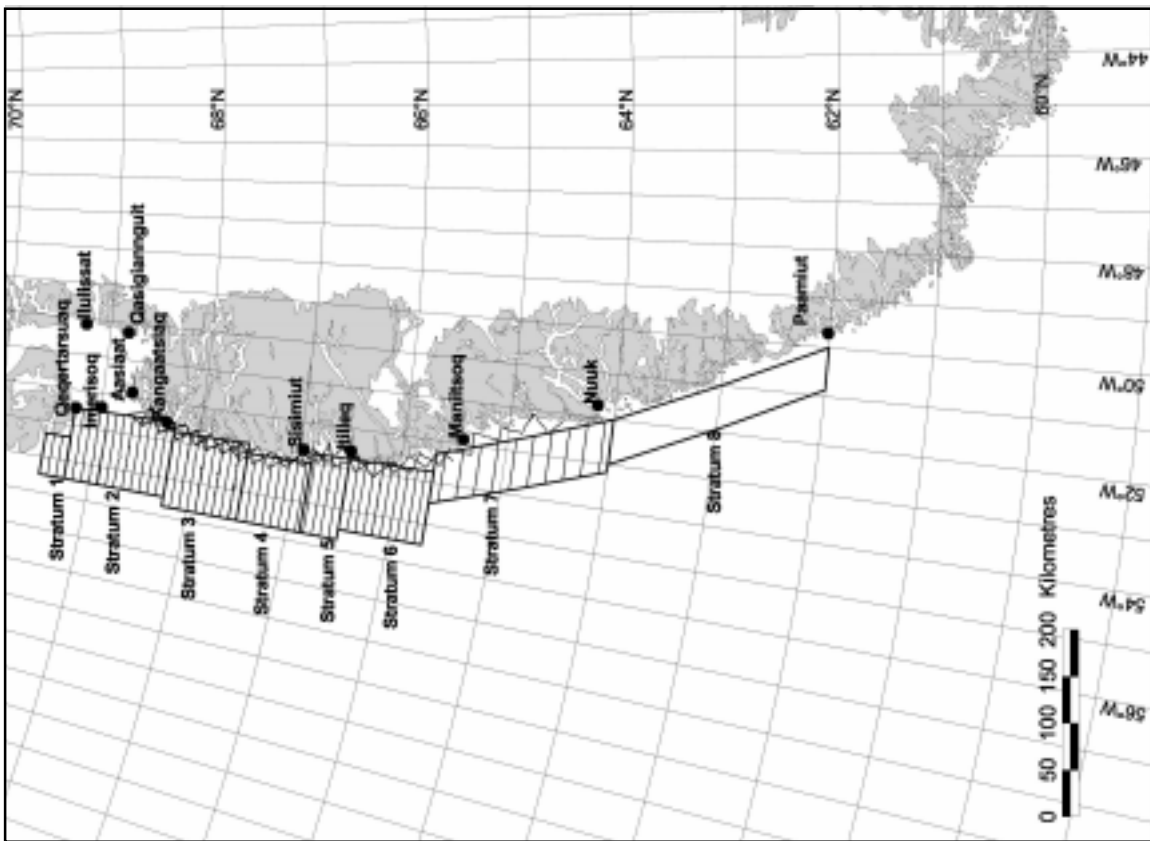 70°N
68°N
66°N
64°N
62°N
60°N
44°W
46°W
48°W
50°W
52°W
54°W
56°W
Qeqertarsuaq
Ilulissat
Imerisoq
Qasigiannguit
Aasiaat
Kangaatsiaq
Sisimiut
Itilleq
Maniitsoq
Nuuk
Paamiut
Stratum 1
Stratum 2
Stratum 3
Stratum 4
Stratum 5
Stratum 6
Stratum 7
Stratum 8
0 50 100 150 200 Kilometres